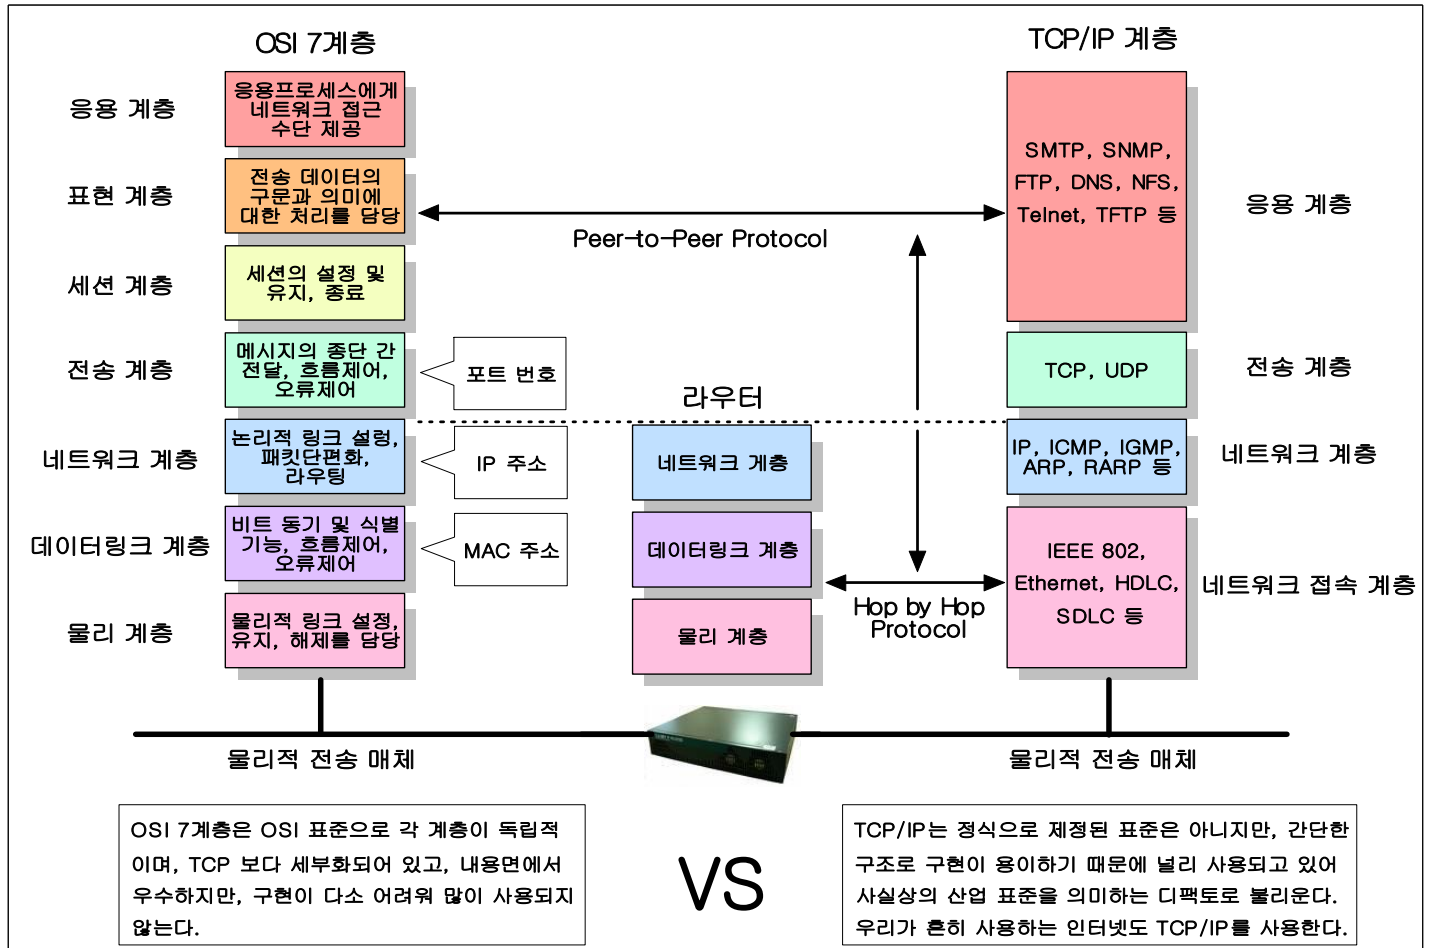 OSI 7계층
TCP/IP 계층
응용 계층
응용프로세스에게
네트워크 접근
수단 제공
표현 계층
전송 데이터의
구문과 의미에
대한 처리를 담당
세션 계층
세션의 설정 및
유지, 종료
전송 계층
메시지의 종단 간
전달, 흐름제어,
오류제어
포트 번호
네트워크 계층
논리적 링크 설렁,
패킷단편화,
라우팅
IP 주소
데이터링크 계층
비트 동기 및 식별
기능, 흐름제어,
오류제어
MAC 주소
물리 계층
물리적 링크 설정,
유지, 해제를 담당
Peer-to-Peer Protocol
라우터
네트워크 게층
데이터링크 계층
물리 계층
Hop by Hop
Protocol
SMTP, SNMP,
FTP, DNS, NFS,
Telnet, TFTP 등
응용 계층
TCP, UDP
전송 계층
IP, ICMP, IGMP,
ARP, RARP 등
네트워크 계층
IEEE 802,
Ethernet, HDLC,
SDLC 등
네트워크 접속 계층
물리적 전송 매체
물리적 전송 매체
OSI 7계층은 OSI 표준으로 각 계층이 독립적
이며, TCP 보다 세부화되어 있고, 내용면에서
우수하지만, 구현이 다소 어려워 많이 사용되지
않는다.
VS
TCP/IP는 정식으로 제정된 표준은 아니지만, 간단한
구조로 구현이 용이하기 때문에 널리 사용되고 있어
사실상의 산업 표준을 의미하는 디팩토로 불리운다.
우리가 흔히 사용하는 인터넷도 TCP/IP를 사용한다.